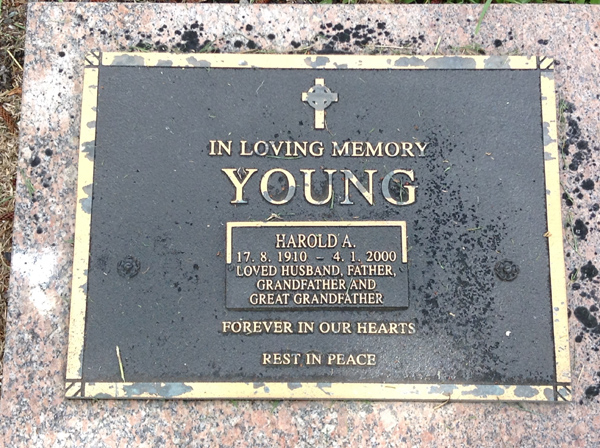 IN LOVING MEMORY
YOUNG
HAROLD A.
17. 8. 1910 – 4. 1. 2000
LOVED HUSBAND, FATHER,
GRANDFATHER AND
GREAT GRANDFATHER
FOREVER IN OUR HEARTS
REST IN PEACE